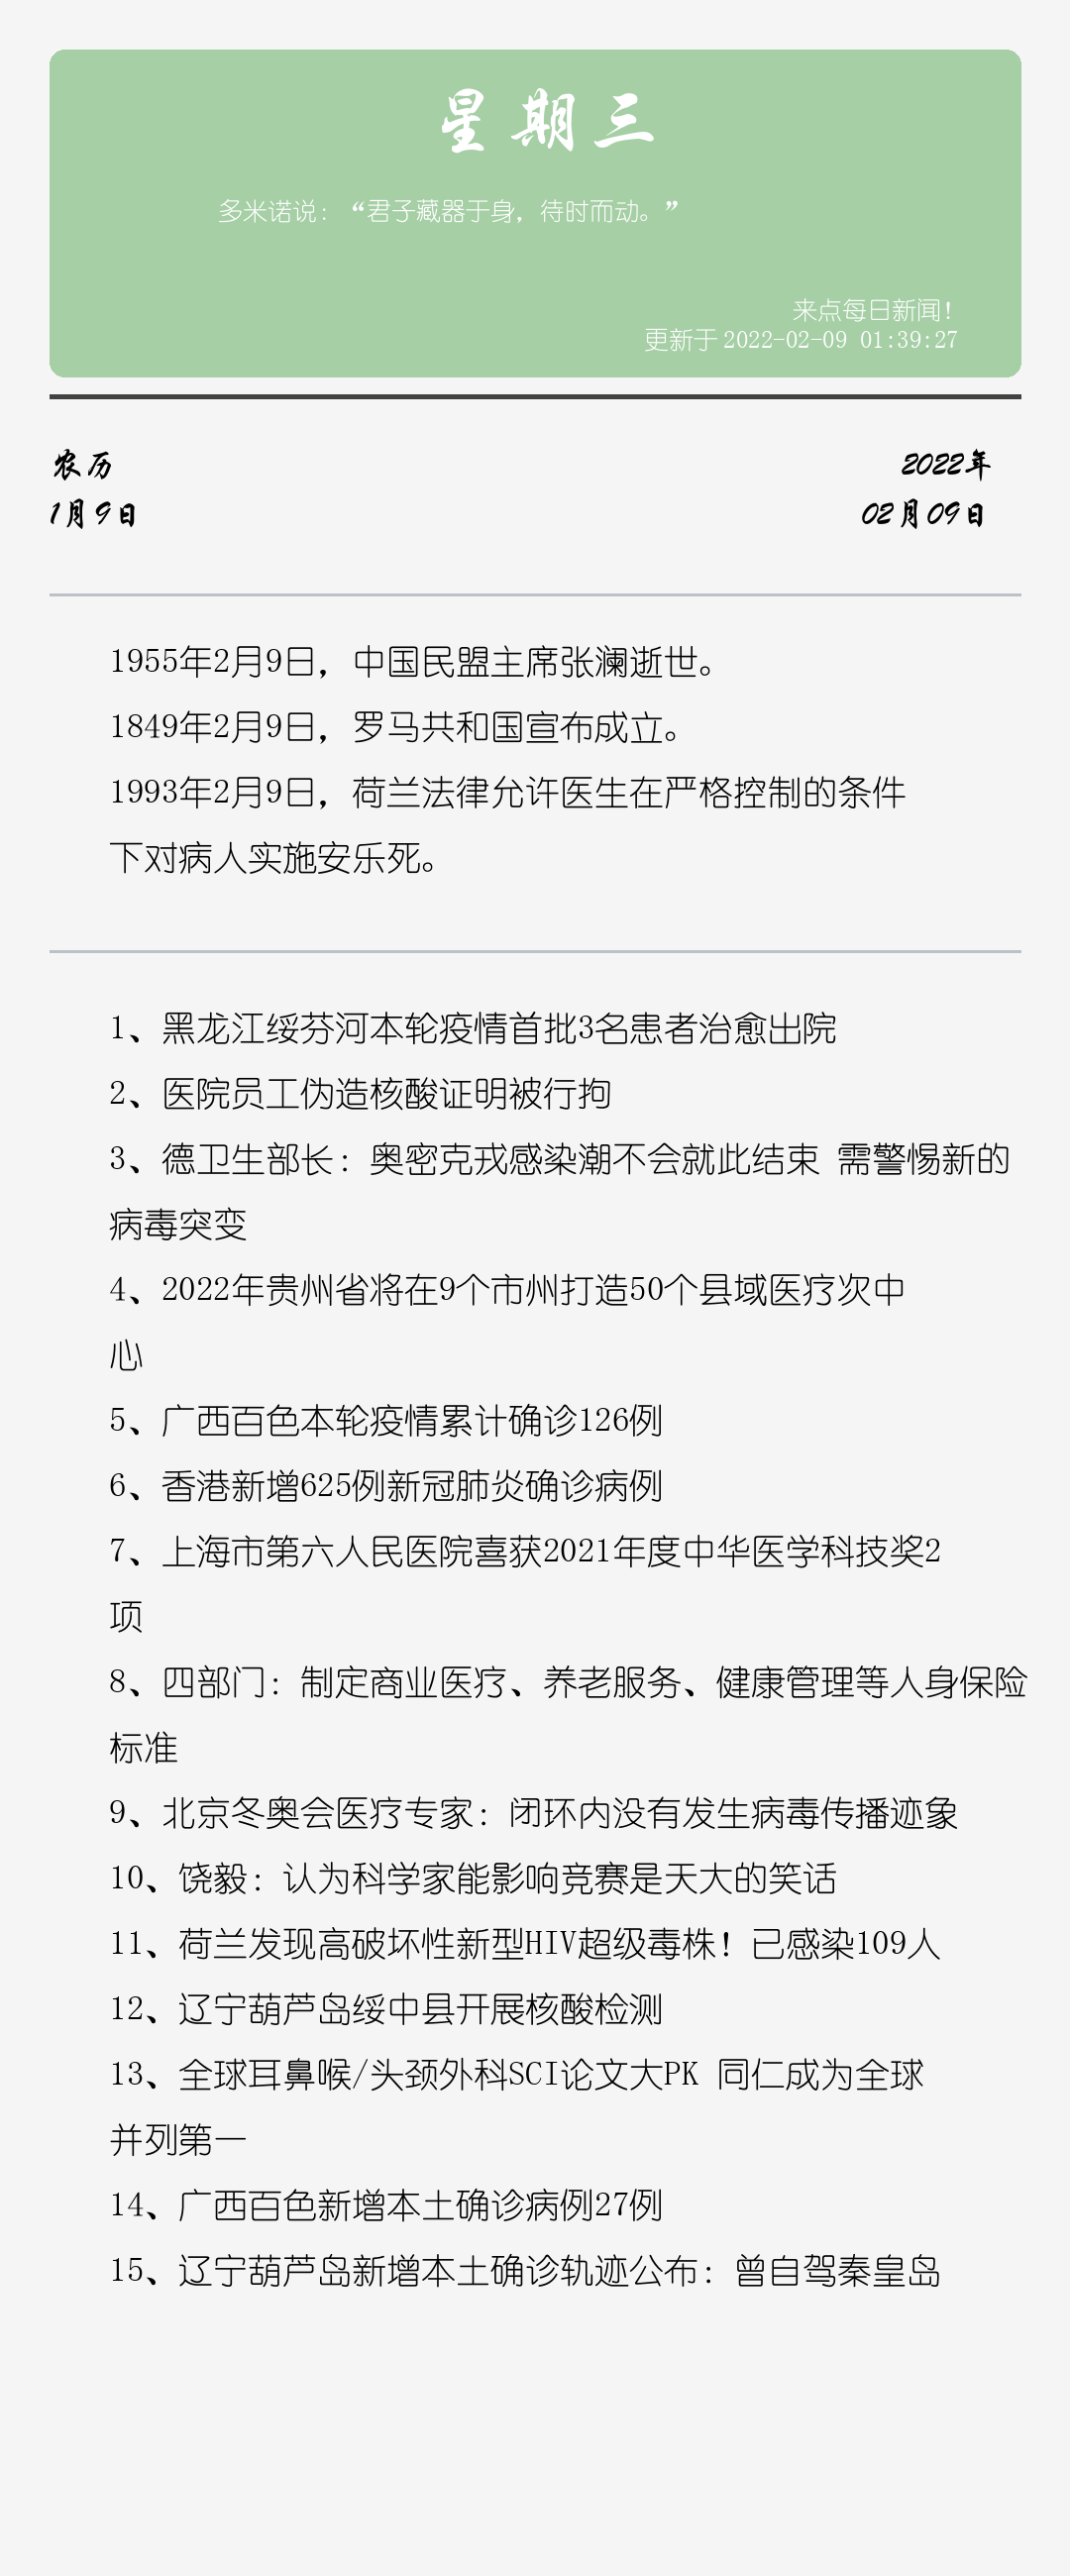 星期三
多米诺说：“君子藏器于身，待时而动。”
来点每日新闻！
更新于 2022-02-09 01:39:27
农历
2022年
1月9日
02月09日
1955年2月9日，中国民盟主席张澜逝世。
1849年2月9日，罗马共和国宣布成立。
1993年2月9日，荷兰法律允许医生在严格控制的条件
下对病人实施安乐死。
1、黑龙江绥芬河本轮疫情首批3名患者治愈出院
2、医院员工伪造核酸证明被行拘
3、德卫生部长：奥密克戎感染潮不会就此结束 需警惕新的
病毒突变
4、2022年贵州省将在9个市州打造50个县域医疗次中
心
5、广西百色本轮疫情累计确诊126例
6、香港新增625例新冠肺炎确诊病例
7、上海市第六人民医院喜获2021年度中华医学科技奖2
项
8、四部门：制定商业医疗、养老服务、健康管理等人身保险
标准
9、北京冬奥会医疗专家：闭环内没有发生病毒传播迹象
10、饶毅：认为科学家能影响竞赛是天大的笑话
11、荷兰发现高破坏性新型HIV超级毒株！已感染109人
12、辽宁葫芦岛绥中县开展核酸检测
13、全球耳鼻喉/头颈外科SCI论文大PK 同仁成为全球
并列第一
14、广西百色新增本土确诊病例27例
15、辽宁葫芦岛新增本土确诊轨迹公布：曾自驾秦皇岛